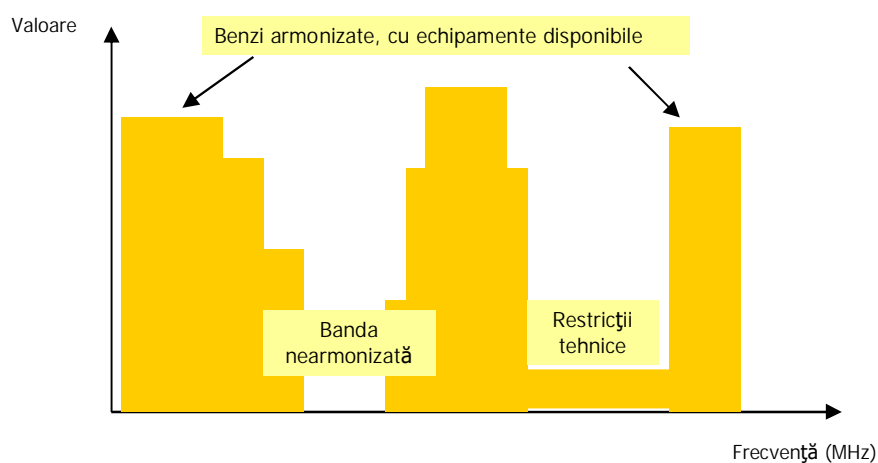 Valoare
Benzi armonizate, cu echipamente disponibile
Banda
nearmonizată
Restricţii
tehnice
Frecvenţă (MHz)